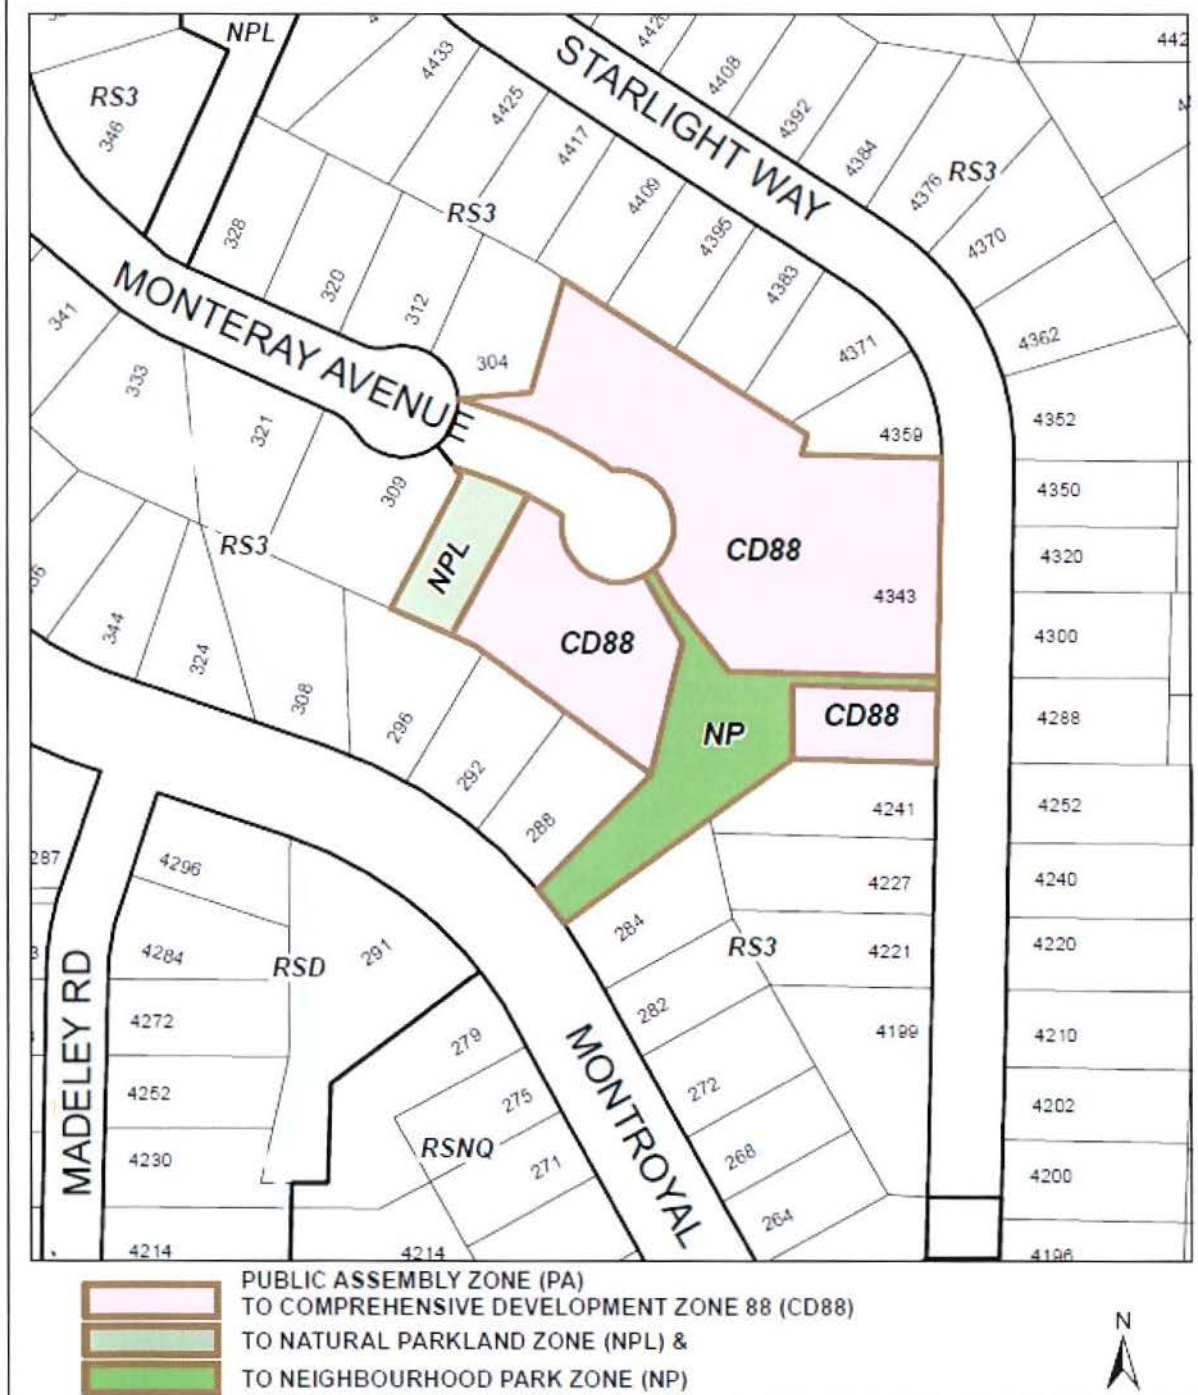 NPL
442
4433
4425
4417
4409
4395
4383
4371
4359
4408
4392
4384
4376
4370
4362
4352
4350
4320
4300
4288
4252
4240
4220
4210
4202
4200
4196
STARLIGHT WAY
RS3
346
RS3
RS3
328
320
312
304
MONTERAY AVENUE
341
333
321
309
RS3
NPL
CD88
4343
CD88
CD88
NP
344
324
308
296
292
288
4241
4227
4221
4199
284
RS3
282
272
268
264
287
4296
4284
4272
4252
4230
4214
RSD
291
279
275
271
RSNQ
4214
MADELEY RD
MONTROYAL
PUBLIC ASSEMBLY ZONE (PA)
TO COMPREHENSIVE DEVELOPMENT ZONE 88 (CD88)
TO NATURAL PARKLAND ZONE (NPL) &
TO NEIGHBOURHOOD PARK ZONE (NP)
N